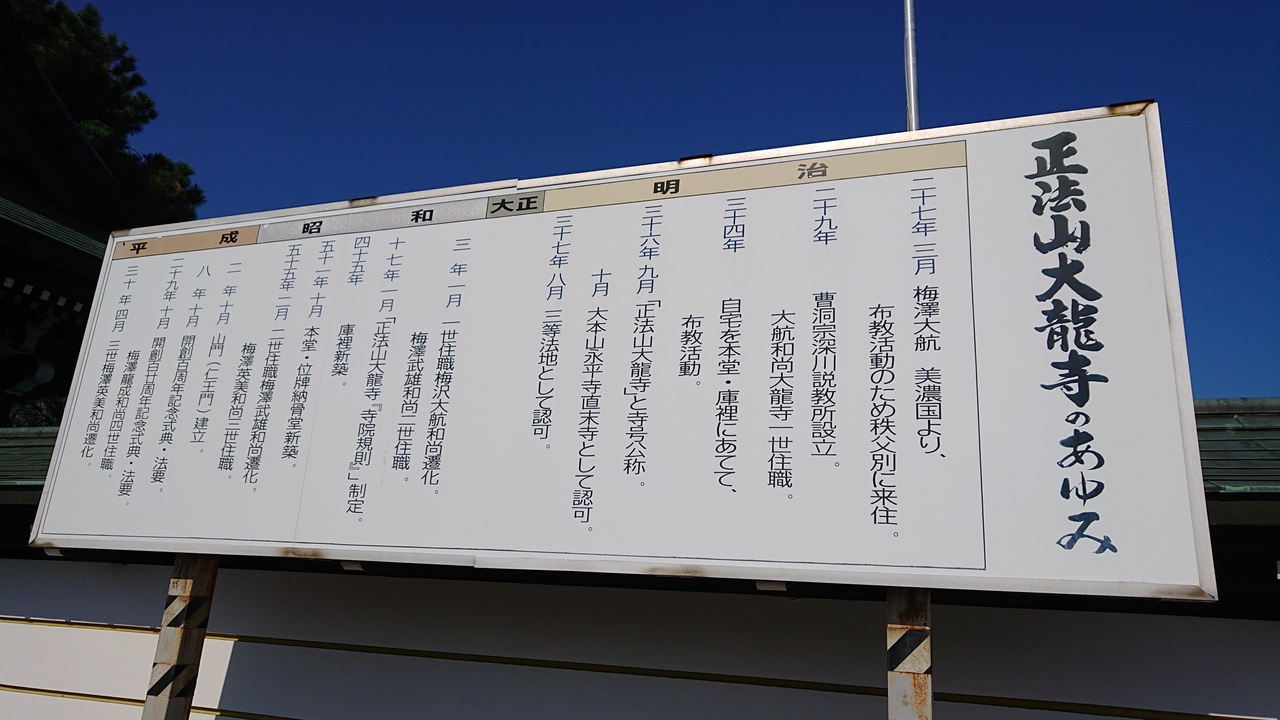 正法山大龍寺のあゆみ
明治
二十七年 三月 梅澤大航 美濃国より、
布教活動のため秩父別に来住。
二十九年 曹洞宗深川説教所設立。
大航和尚大龍寺一世住職。
三十四年 自宅を本堂・庫裡にあてて、
布教活動。
三十六年 九月 「正法山大龍寺」と寺号公称。
十月 大本山永平寺直末寺として認可。
三十七年 八月 三等法地として認可。
大正
昭和
三 年 一月 一世住職梅沢大航和尚遷化。
梅澤武雄和尚二世住職。
十七年 一月 「正法山大龍寺『寺院規則』」制定。
四十五年 庫裡新築。
五十一年 十月 本堂・位牌納骨堂新築。
五十五年 二月 二世住職梅澤武雄和尚遷化。
梅澤英美和尚三世住職。
平成
二 年 十月 山門(仁王門)建立。
八 年 十月 開創百周年記念式典・法要。
二十九年 十月 開創百廿周年記念式典・法要。
梅澤龍成和尚四世住職。
三十 年 四月 三世梅澤英美和尚遷化。